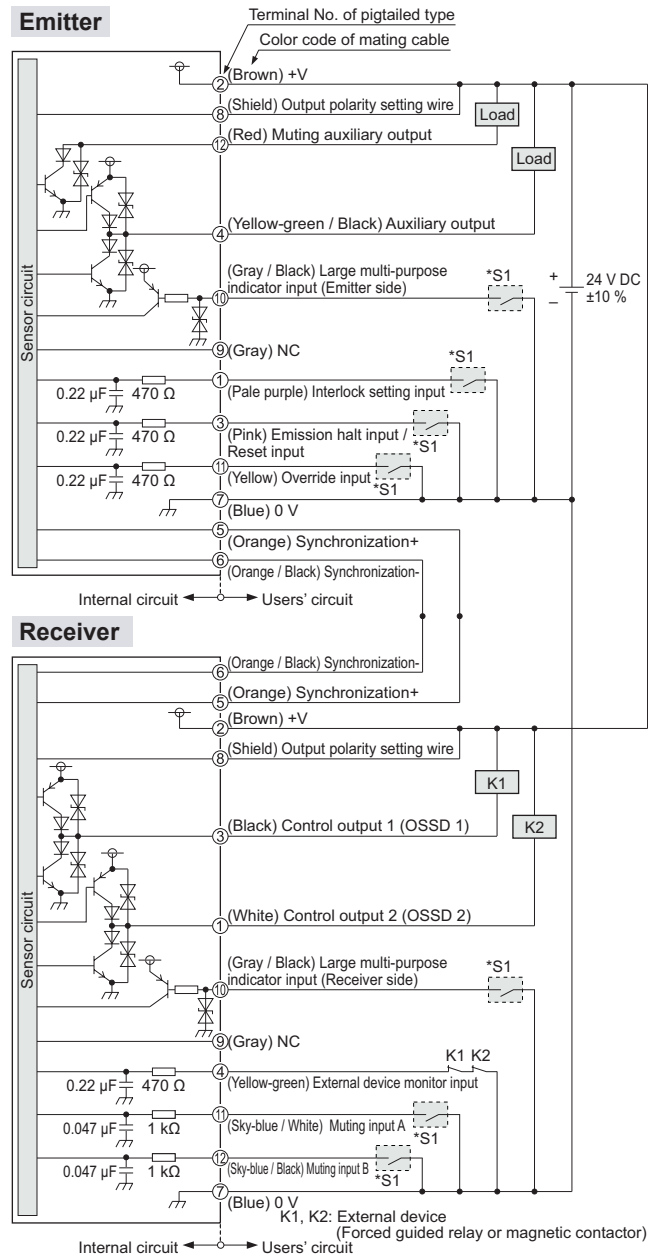 Emitter
Terminal No. of pigtailed type
Color code of mating cable
2 (Brown) +V
8 (Shield) Output polarity setting wire
Load
12 (Red) Muting auxiliary output
Load
4 (Yellow-green / Black) Auxiliary output
Sensor circuit
10 (Gray / Black) Large multi-purpose
indicator input (Emitter side)
*S1
+
–
24 V DC
±10 %
9 (Gray) NC
*S1
0.22 µF 470 Ω
1 (Pale purple) Interlock setting input
0.22 µF 470 Ω
3 (Pink) Emission halt input /
Reset input
*S1
0.22 µF 470 Ω
11 (Yellow) Override input
*S1
7 (Blue) 0 V
5 (Orange) Synchronization+
6 (Orange / Black) Synchronization-
Internal circuit Users' circuit
Receiver
6 (Orange / Black) Synchronization-
5 (Orange) Synchronization+
2 (Brown) +V
8 (Shield) Output polarity setting wire
K1
3 (Black) Control output 1 (OSSD 1)
K2
1 (White) Control output 2 (OSSD 2)
Sensor circuit
10 (Gray / Black) Large multi-purpose
indicator input (Receiver side)
*S1
9 (Gray) NC
K1 K2
0.22 µF 470 Ω
4 (Yellow-green) External device monitor input
0.047 µF 1 kΩ
11 (Sky-blue / White) Muting input A
*S1
0.047 µF 1 kΩ
12 (Sky-blue / Black) Muting input B
*S1
7 (Blue) 0 V
K1, K2: External device
(Forced guided relay or magnetic contactor)
Internal circuit Users' circuit